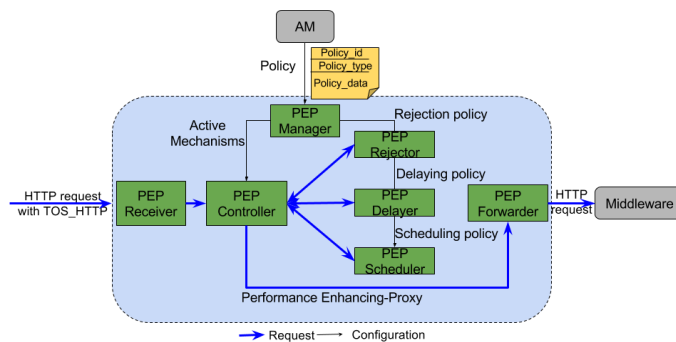 AM
Policy
Policy_id
Policy_type
Policy_data
PEP
Manager
Rejection policy
Active
Mechanisms
PEP
Rejector
Delaying policy
HTTP request
with TOS_HTTP
PEP
Receiver
PEP
Controller
PEP
Delayer
PEP
Forwarder
HTTP
request
Middleware
Scheduling policy
PEP
Scheduler
Performance Enhancing-Proxy
Request
Configuration